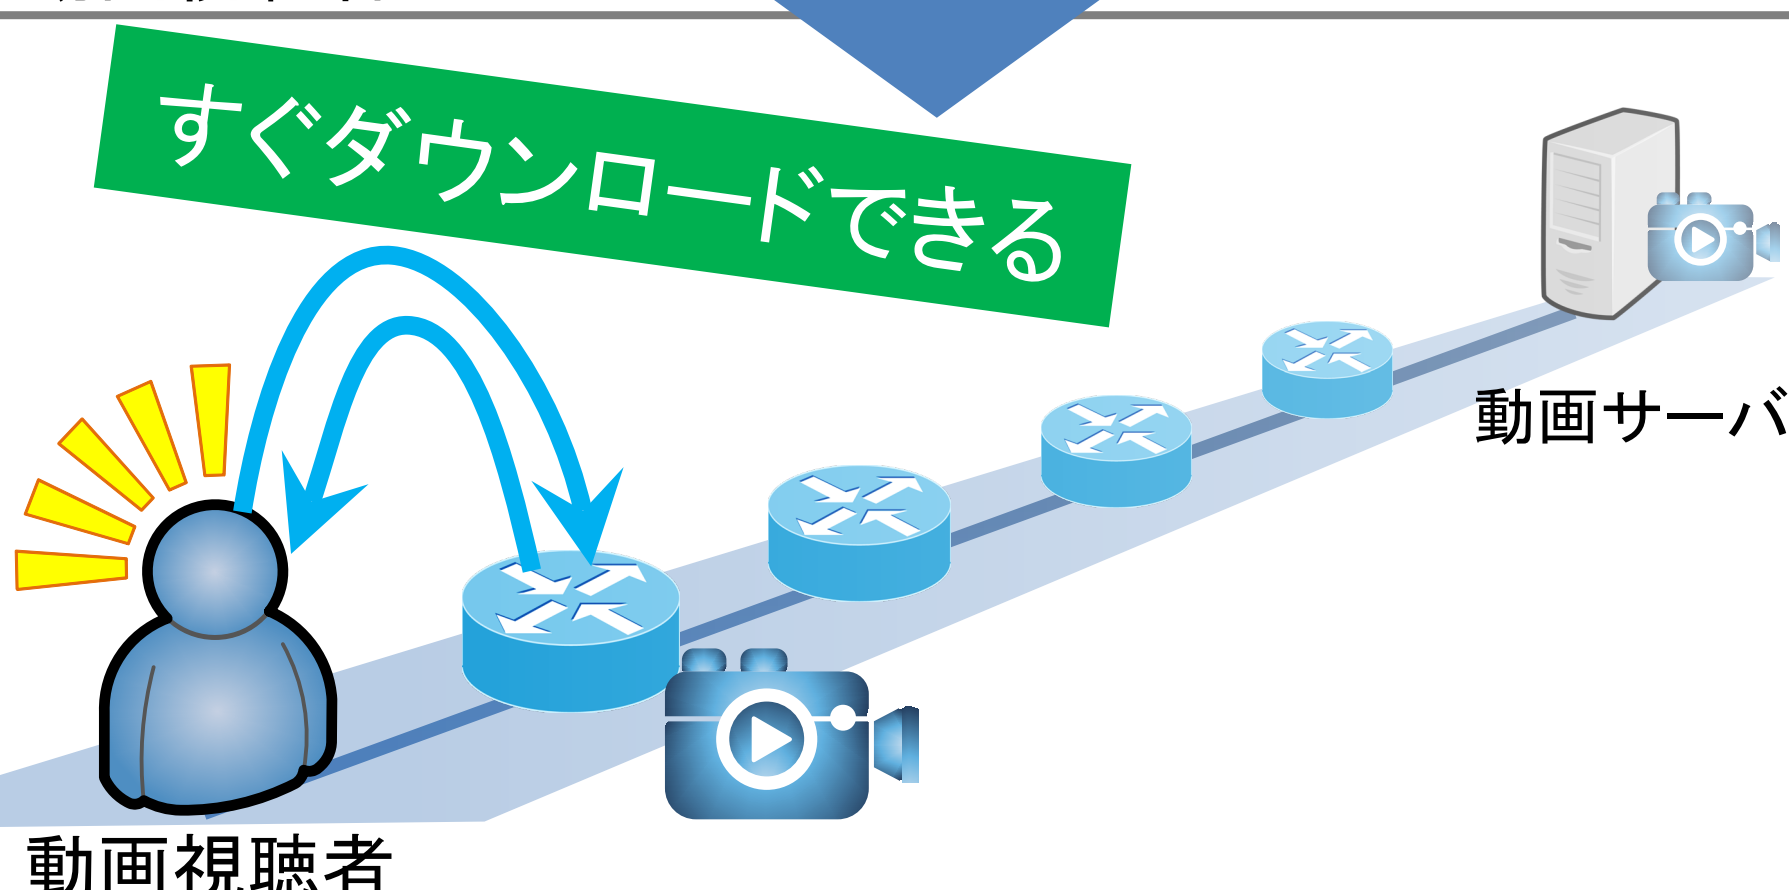 すぐダウンロードできる
動画サーバ
動画視聴者